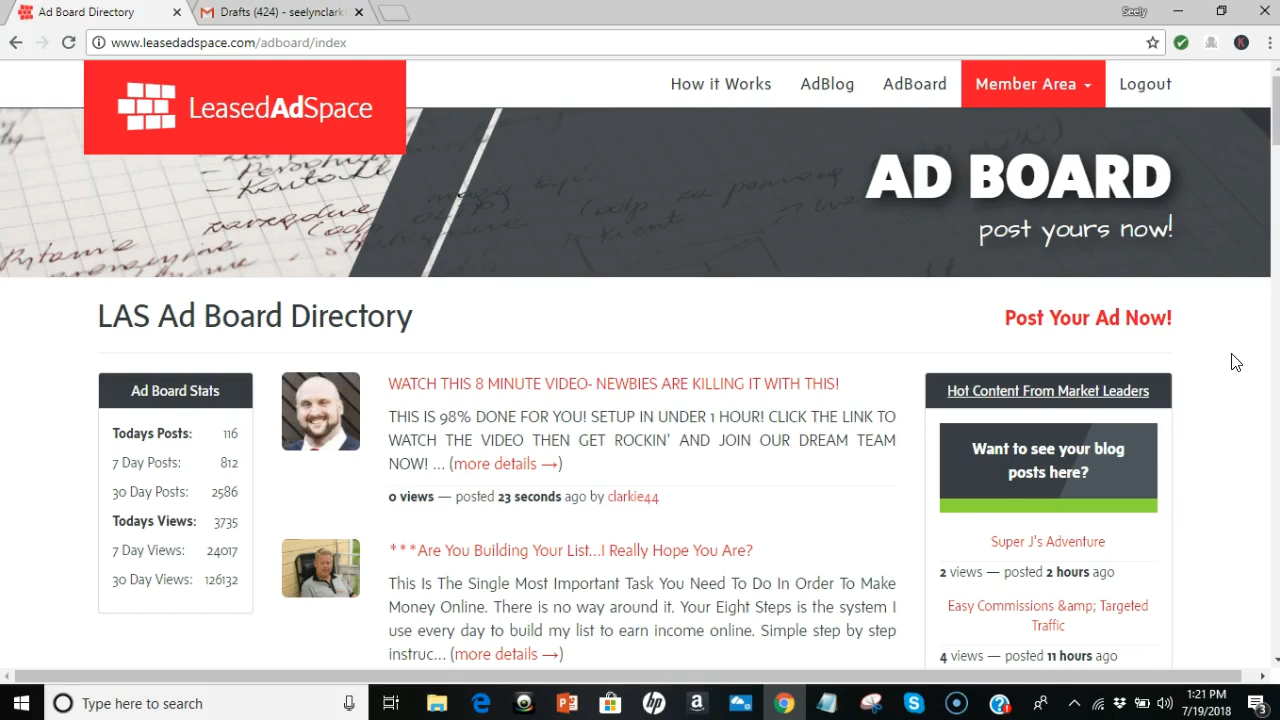 Ad Board Directory
Drafts (424) - seelynclark
Seely
www.leasedadspace.com/adboard/index
LeasedAdSpace
How it Works
AdBlog
AdBoard
Member Area
Logout
AD BOARD
post yours now!
LAS Ad Board Directory
Post Your Ad Now!
Ad Board Stats
Todays Posts: 116
7 Day Posts: 812
30 Day Posts: 2586
Todays Views: 3735
7 Day Views: 24017
30 Day Views: 126132
WATCH THIS 8 MINUTE VIDEO- NEWBIES ARE KILLING IT WITH THIS!
THIS IS 98% DONE FOR YOU! SETUP IN UNDER 1 HOUR! CLICK THE LINK TO
WATCH THE VIDEO THEN GET ROCKIN' AND JOIN OUR DREAM TEAM
NOW! ... (more details →)
0 views — posted 23 seconds ago by clarkie44
***Are You Building Your List...I Really Hope You Are?
This Is The Single Most Important Task You Need To Do In Order To Make
Money Online. There is no way around it. Your Eight Steps is the system I
use every day to build my list to earn income online. Simple step by step
instruc... (more details →)
Hot Content From Market Leaders
Want to see your blog
posts here?
Super J's Adventure
2 views — posted 2 hours ago
Easy Commissions &amp; Targeted
Traffic
4 views — posted 11 hours ago
Type here to search
1:21 PM
7/19/2018
3